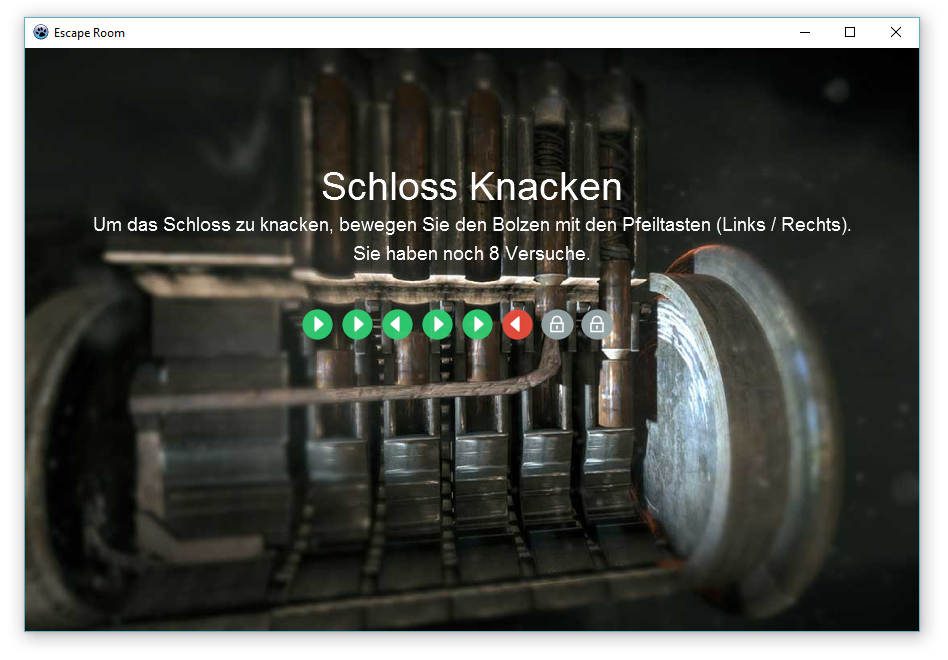 Escape Room
Schloss Knacken
Um das Schloss zu knacken, bewegen Sie den Bolzen mit den Pfeiltasten (Links / Rechts).
Sie haben noch 8 Versuche.